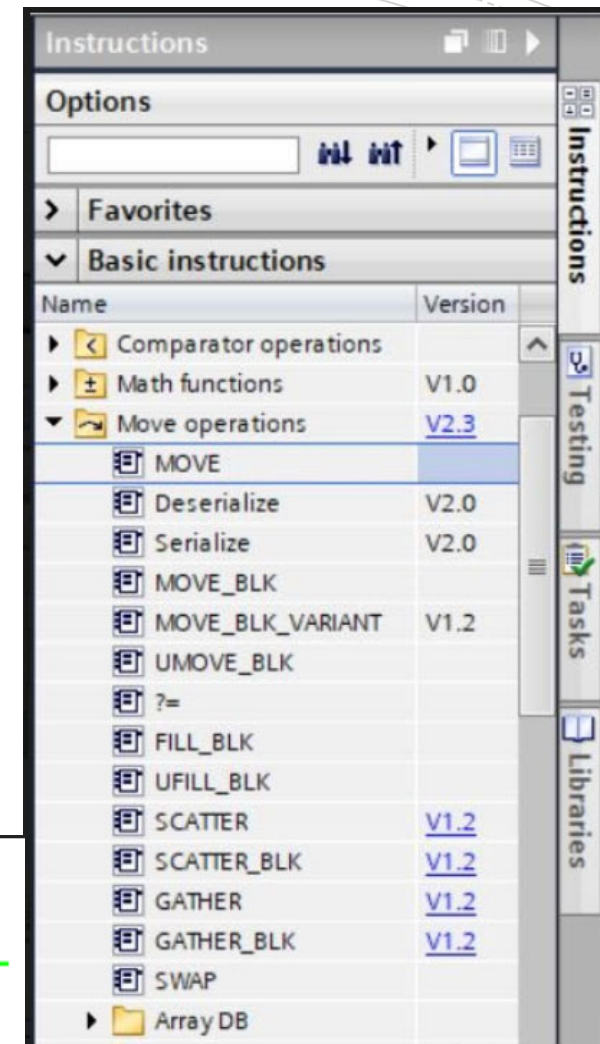 Instructions
Options
Favorites
Basic instructions
Name Version
Comparator operations
Math functions V1.0
Move operations V2.3
MOVE
Deserialize V2.0
Serialize V2.0
MOVE_BLK
MOVE_BLK_VARIANT V1.2
UMOVE_BLK
?=
FILL_BLK
UFILL_BLK
SCATTER V1.2
SCATTER_BLK V1.2
GATHER V1.2
GATHER_BLK V1.2
SWAP
Array DB
Instructions
Testing
Tasks
Libraries